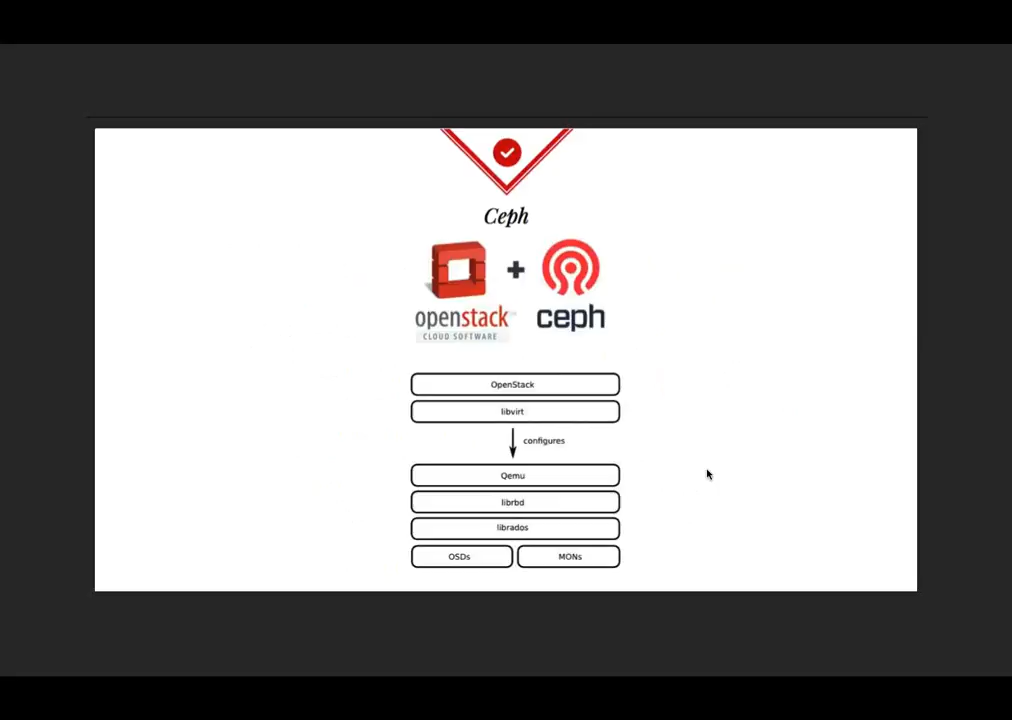 Ceph
openstack
CLOUD SOFTWARE
ceph
OpenStack
libvirt
configures
Qemu
librbd
librados
OSDs
MONs